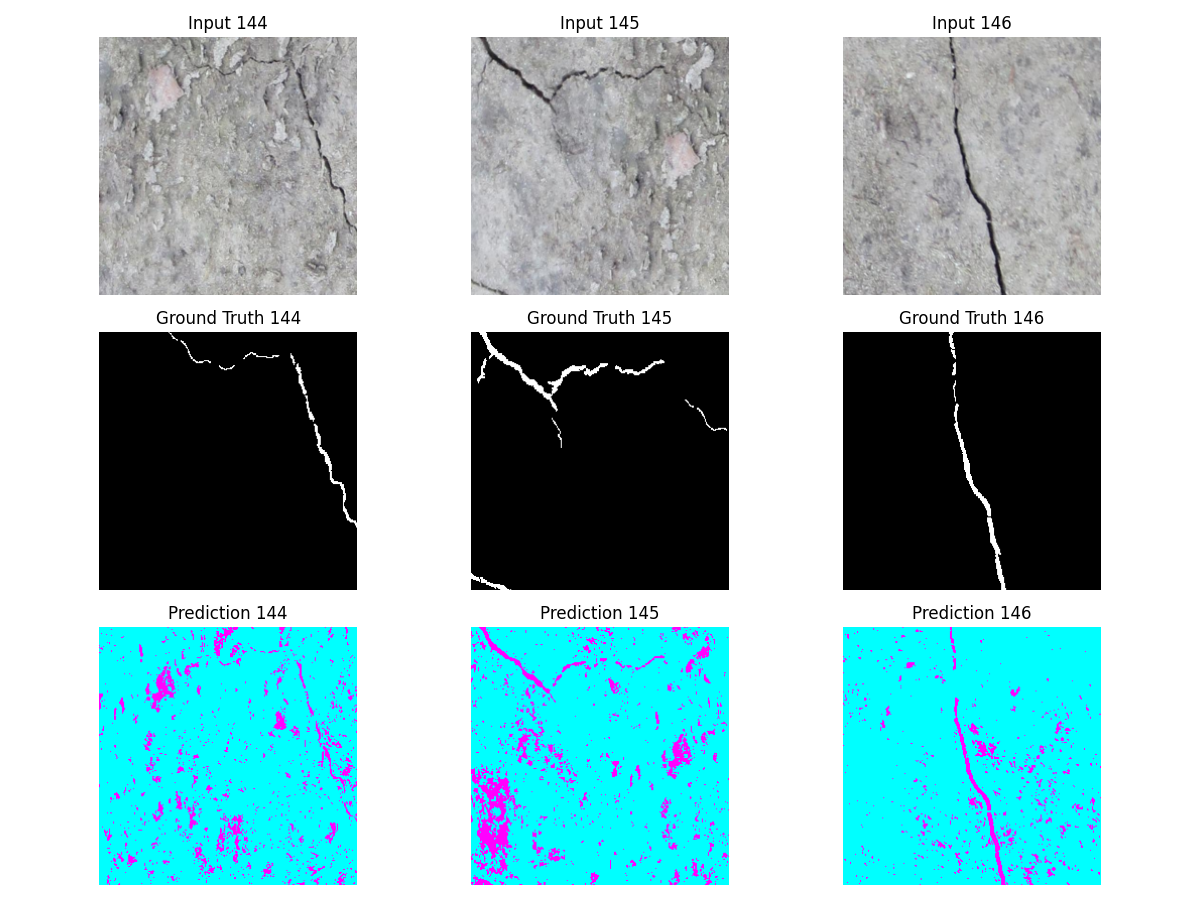 Input 144
Input 145
Input 146
Ground Truth 144
Ground Truth 145
Ground Truth 146
Prediction 144
Prediction 145
Prediction 146